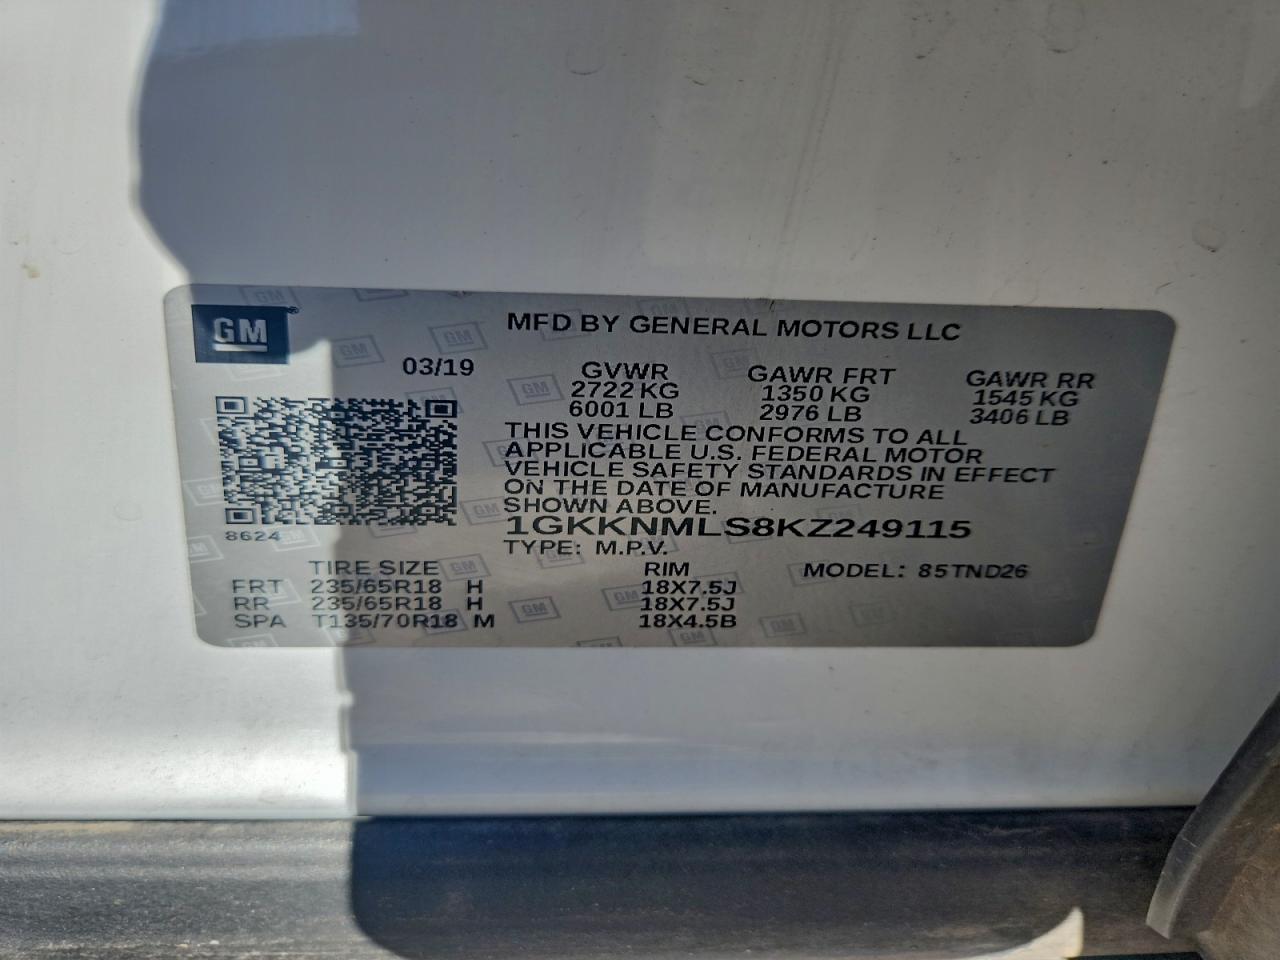 GM
MFD BY GENERAL MOTORS LLC
03/19 GVWR GAWR FRT GAWR RR
2722 KG 1350 KG 1545 KG
6001 LB 2976 LB 3406 LB
THIS VEHICLE CONFORMS TO ALL
APPLICABLE U.S. FEDERAL MOTOR
VEHICLE SAFETY STANDARDS IN EFFECT
ON THE DATE OF MANUFACTURE
SHOWN ABOVE.
1GKKNMLS8KZ249115
8624
TYPE: M.P.V. MODEL: 85TND26
TIRE SIZE RIM
FRT 235/65R18 H 18X7.5J
RR 235/65R18 H 18X7.5J
SPA T135/70R18 M 18X4.5B